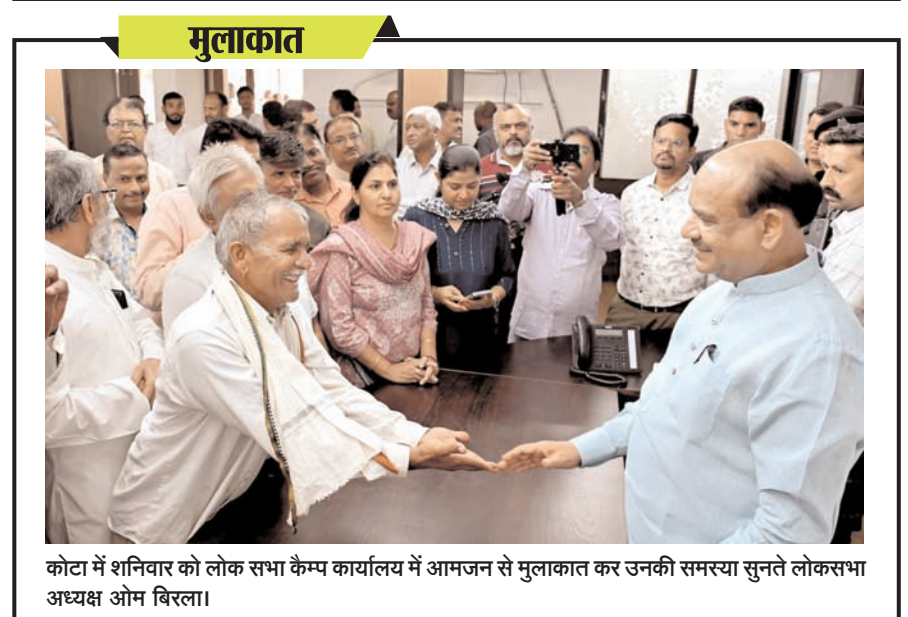 मुलाकात
कोटा में शनिवार को लोक सभा कैम्प कार्यालय में आमजन से मुलाकात कर उनकी समस्या सुनते लोकसभा
अध्यक्ष ओम बिरला।